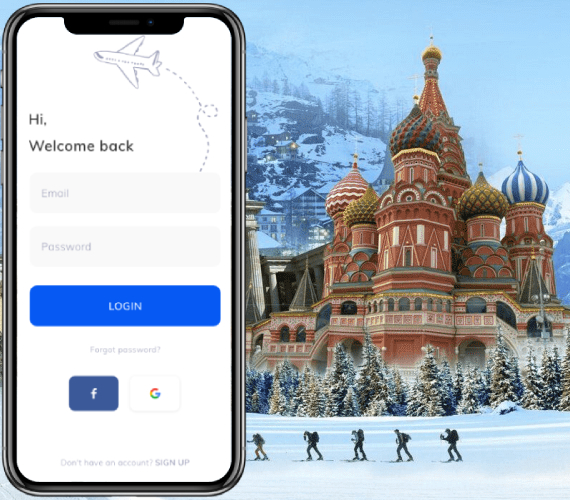 Hi,
Welcome back
Email
Password
LOGIN
Forgot password?
f
G
Don't have an account? SIGN UP